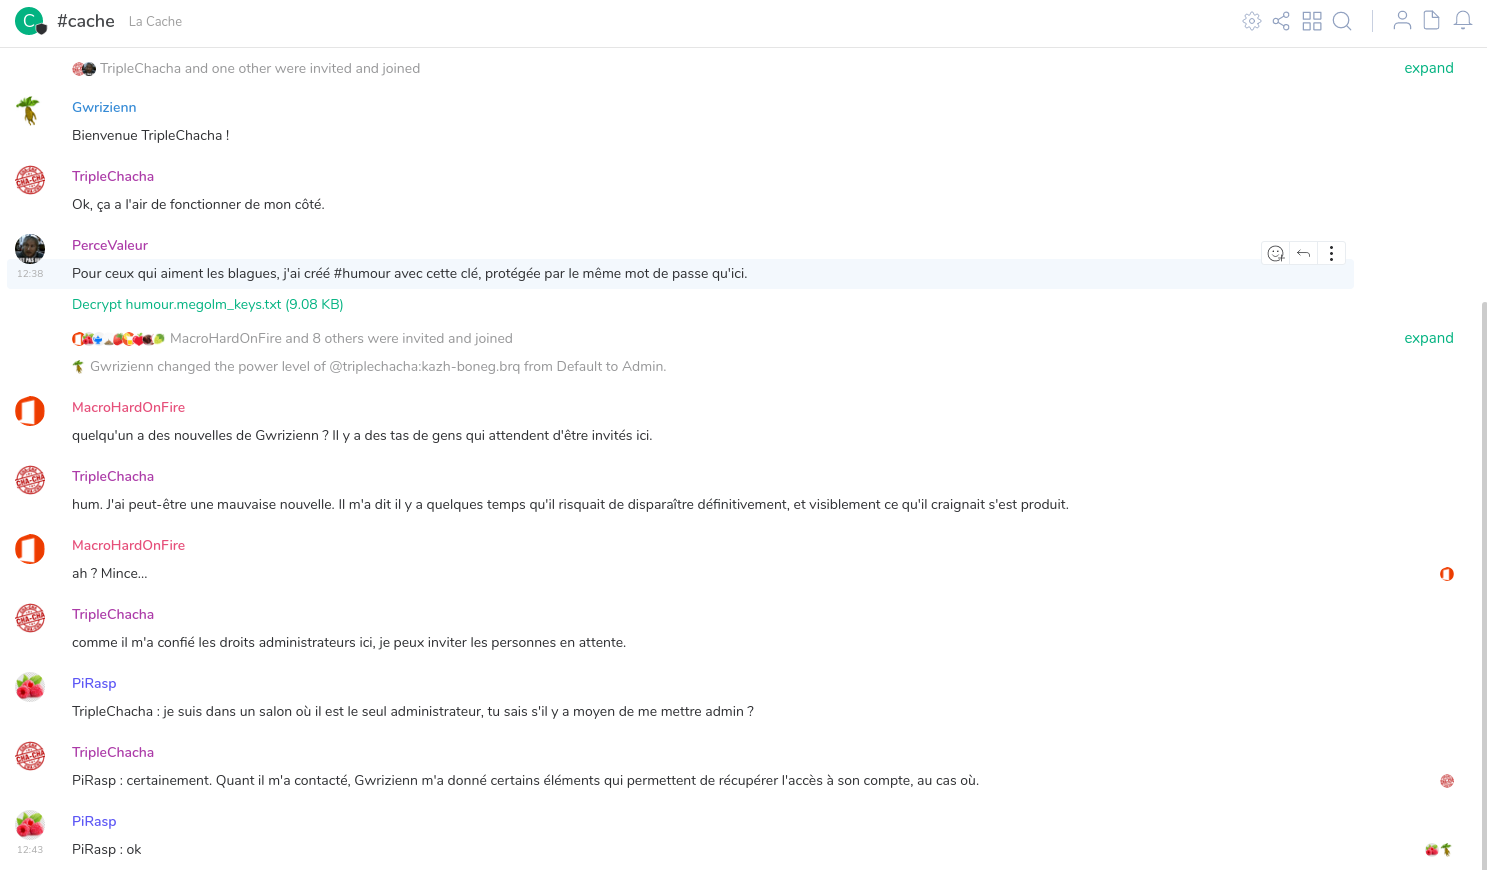 C #cache La Cache
TripleChacha and one other were invited and joined expand
Gwrizienn
Bienvenue TripleChacha !
TripleChacha
Ok, ça a l'air de fonctionner de mon côté.
PerceValeur
12:38 Pour ceux qui aiment les blagues, j'ai créé #humour avec cette clé, protégée par le même mot de passe qu'ici.
Decrypt humour.megolm_keys.txt (9.08 KB)
MacroHardOnFire and 8 others were invited and joined expand
Gwrizienn changed the power level of @triplechacha:kazh-boneg.brq from Default to Admin.
MacroHardOnFire
quelqu'un a des nouvelles de Gwrizienn ? Il y a des tas de gens qui attendent d'être invités ici.
CHA-CHA TripleChacha
hum. J'ai peut-être une mauvaise nouvelle. Il m'a dit il y a quelques temps qu'il risquait de disparaître définitivement, et visiblement ce qu'il craignait s'est produit.
MacroHardOnFire
ah ? Mince...
CHA-CHA TripleChacha
comme il m'a confié les droits administrateurs ici, je peux inviter les personnes en attente.
PiRasp
TripleChacha : je suis dans un salon où il est le seul administrateur, tu sais s'il y a moyen de me mettre admin ?
CHA-CHA TripleChacha
PiRasp : certainement. Quant il m'a contacté, Gwrizienn m'a donné certains éléments qui permettent de récupérer l'accès à son compte, au cas où.
PiRasp
12:43 PiRasp : ok